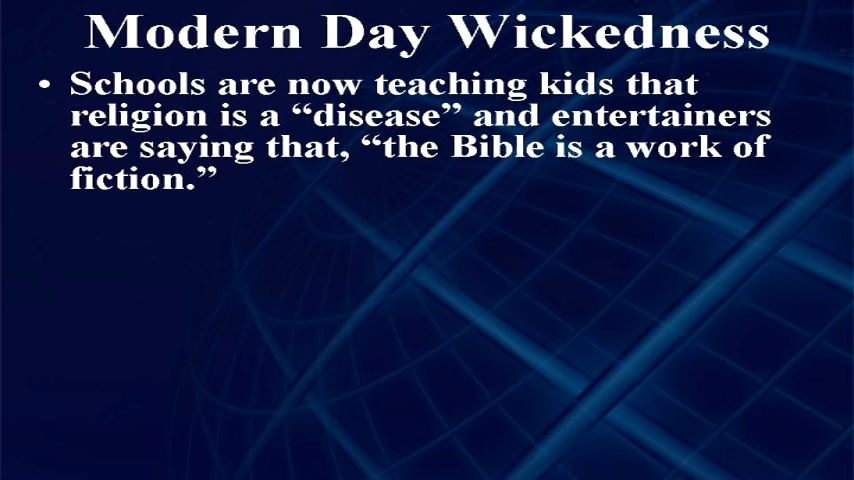 Modern Day Wickedness
• Schools are now teaching kids that
religion is a “disease” and entertainers
are saying that, “the Bible is a work of
fiction.”